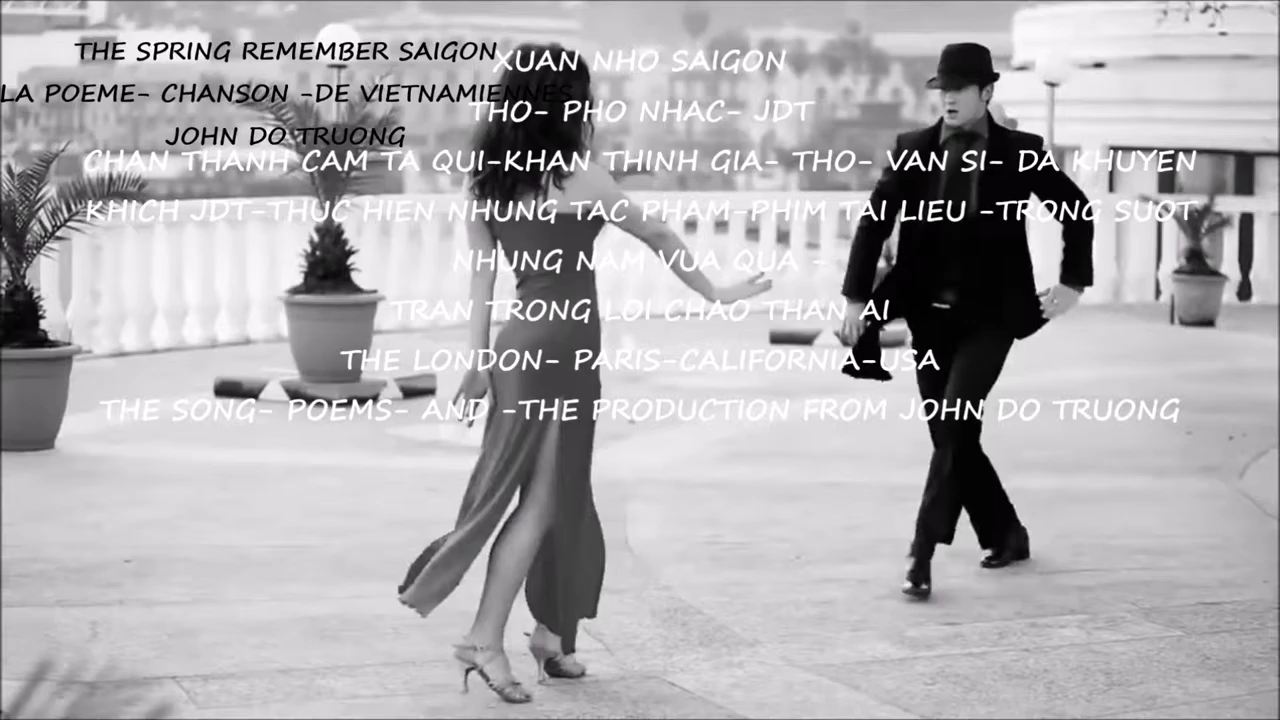 THE SPRING REMEMBER SAIGON
LA POEME- CHANSON -DE VIETNAMIENNES
JOHN DO TRUONG
XUAN NHO SAIGON
THO- PHO NHAC- JDT
CHAN THANH CAM TA QUI-KHAN THINH GIA- THO- VAN SI- DA KHUYEN
KHICH JDT-THUC HIEN NHUNG TAC PHAM-PHIM TAI LIEU -TRONG SUOT
NHUNG NAM VUA QUA -
TRAN TRONG LOI CHAO THAN AI
THE LONDON- PARIS-CALIFORNIA-USA
THE SONG- POEMS- AND -THE PRODUCTION FROM JOHN DO TRUONG